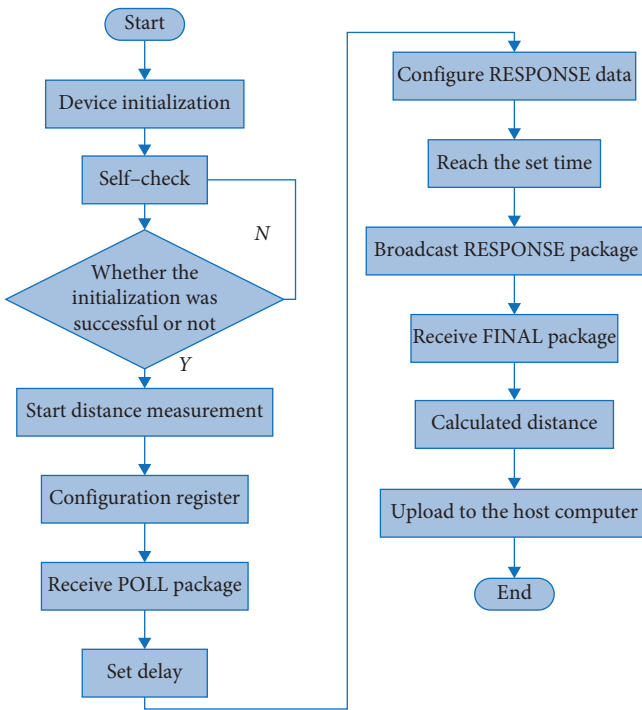 Start
Device initialization
Self–check
N
Whether the
initialization was
successful or not
Y
Start distance measurement
Configuration register
Receive POLL package
Set delay
Configure RESPONSE data
Reach the set time
Broadcast RESPONSE package
Receive FINAL package
Calculated distance
Upload to the host computer
End